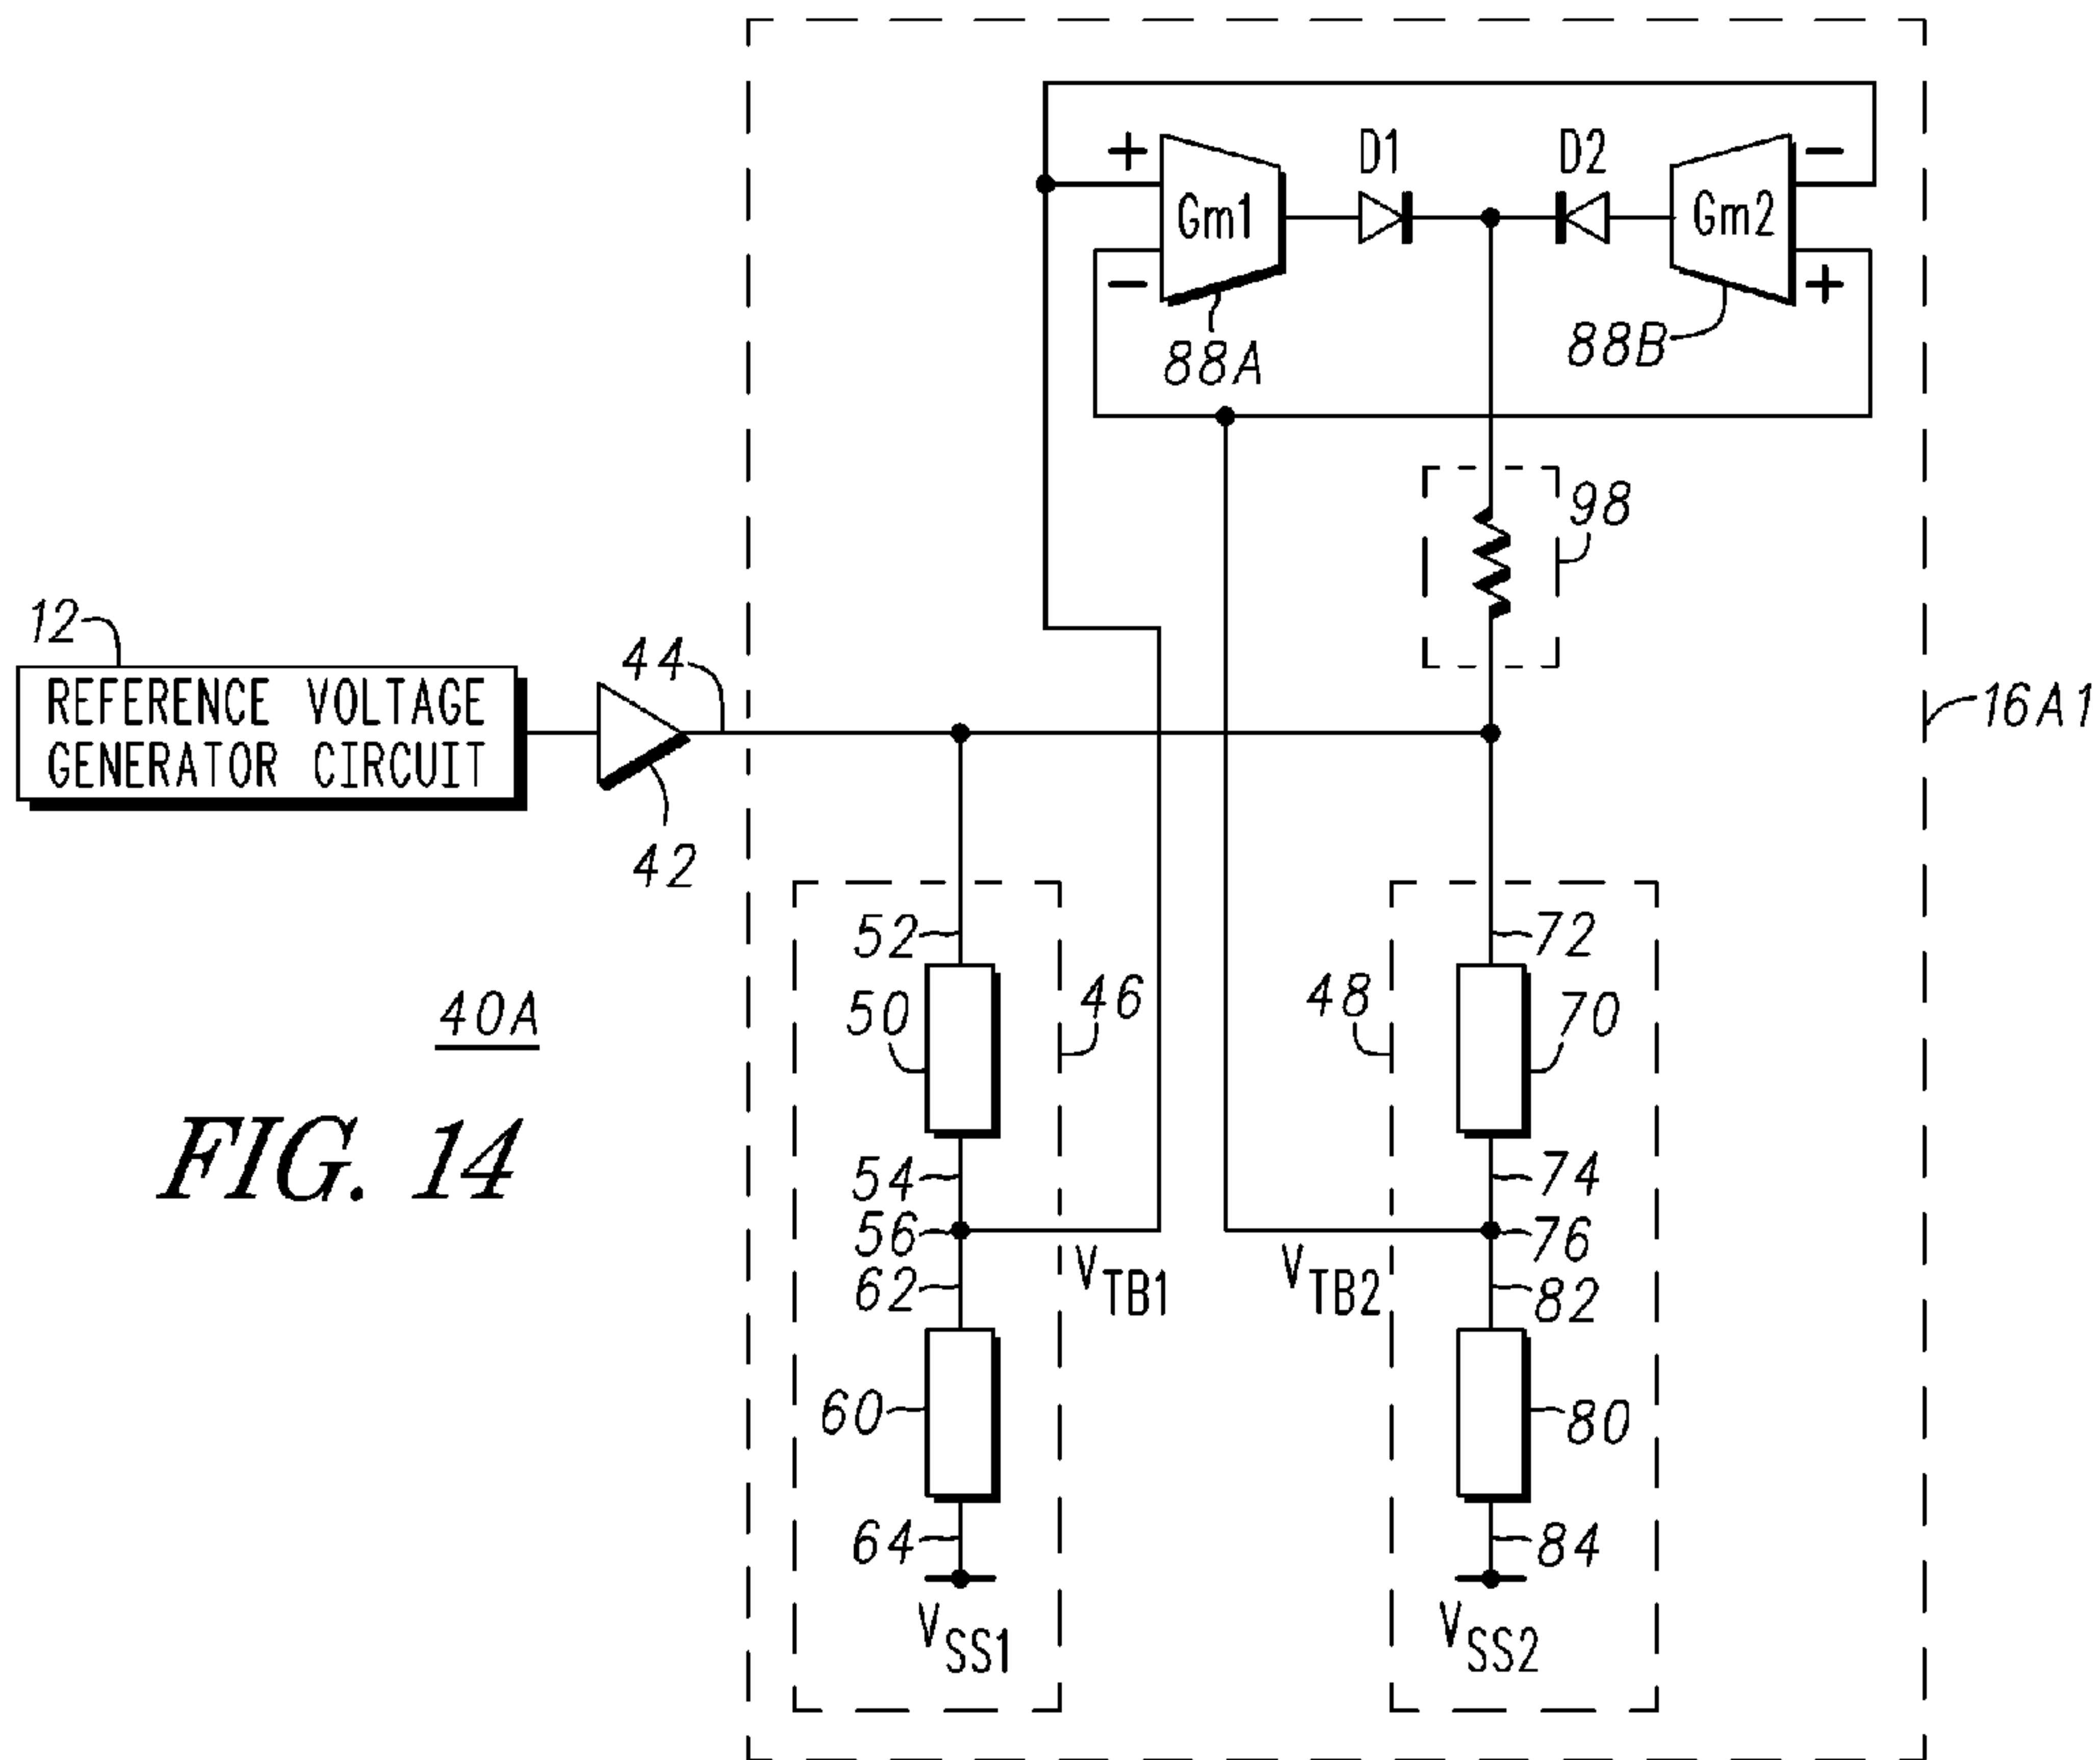 D1 D2
+ −
Gm1 Gm2
− +
88A 88B
98
12
REFERENCE VOLTAGE
GENERATOR CIRCUIT
44
42
16A1
52 72
50 46 48 70
40A
FIG. 14
54 74
56 76
62 82
VTB1 VTB2
60 80
64 84
VSS1 VSS2